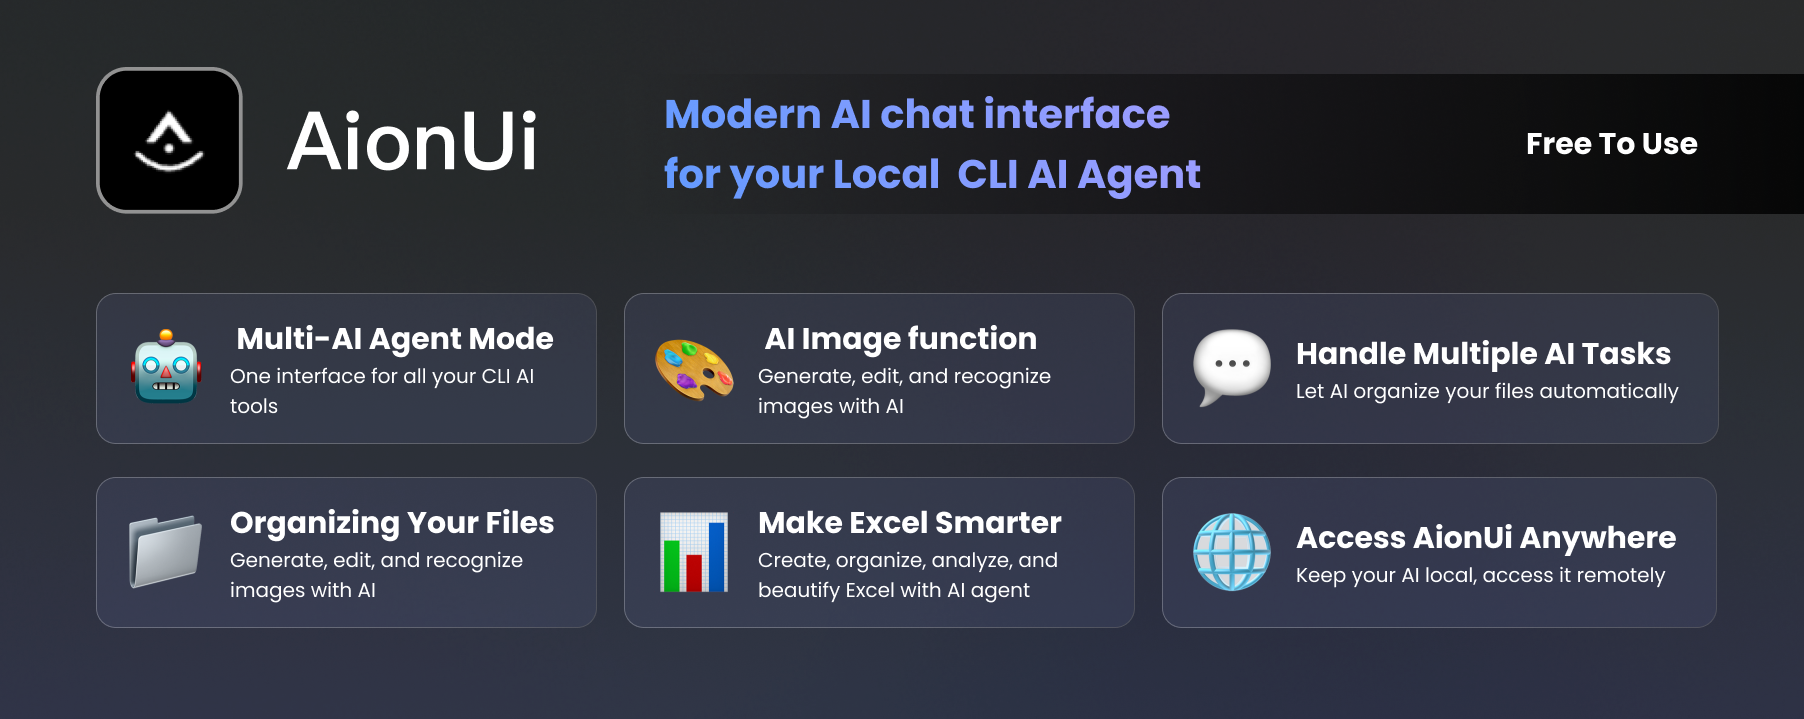 AionUi
Modern AI chat interface
for your Local CLI AI Agent
Free To Use
Multi-AI Agent Mode
One interface for all your CLI AI
tools
AI Image function
Generate, edit, and recognize
images with AI
Handle Multiple AI Tasks
Let AI organize your files automatically
Organizing Your Files
Generate, edit, and recognize
images with AI
Make Excel Smarter
Create, organize, analyze, and
beautify Excel with AI agent
Access AionUi Anywhere
Keep your AI local, access it remotely